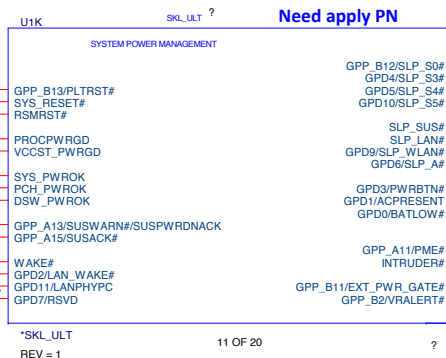 U1K
SKL_ULT
?
Need apply PN
SYSTEM POWER MANAGEMENT
GPP_B12/SLP_S0#
GPD4/SLP_S3#
GPP_B13/PLTRST#
GPD5/SLP_S4#
SYS_RESET#
GPD10/SLP_S5#
RSMRST#
SLP_SUS#
PROCPWRGD
SLP_LAN#
VCCST_PWRGD
GPD9/SLP_WLAN#
GPD6/SLP_A#
SYS_PWROK
PCH_PWROK
GPD3/PWRBTN#
DSW_PWROK
GPD1/ACPRESENT
GPD0/BATLOW#
GPP_A13/SUSWARN#/SUSPWRDNACK
GPP_A15/SUSACK#
GPP_A11/PME#
WAKE#
INTRUDER#
GPD2/LAN_WAKE#
GPD11/LANPHYPC
GPP_B11/EXT_PWR_GATE#
GPD7/RSVD
GPP_B2/VRALERT#
*SKL_ULT
11 OF 20
?
REV = 1